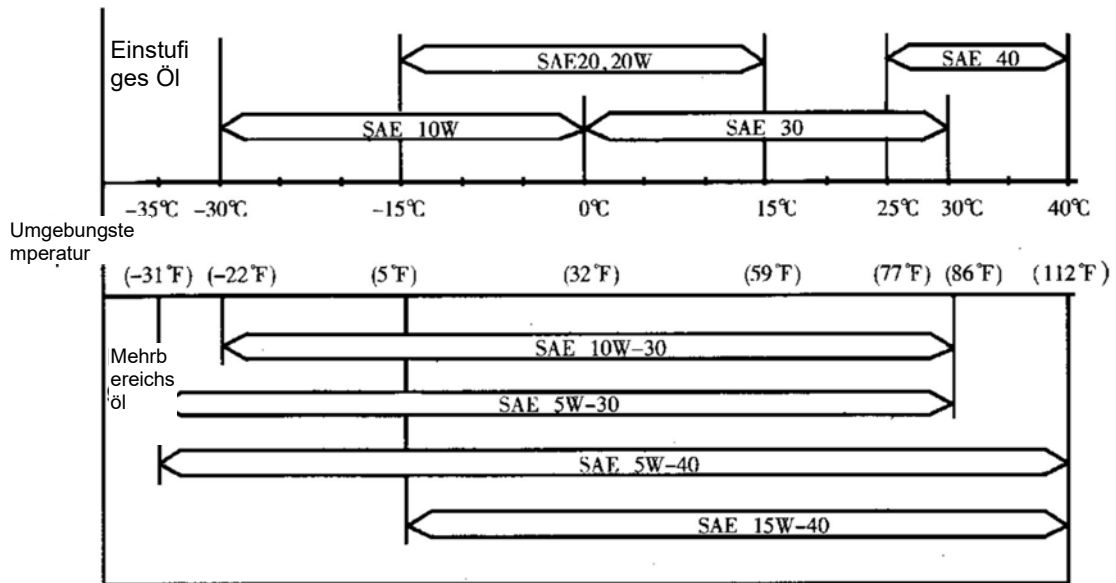 Einstufi
ges Öl
SAE20,20W
SAE 40
SAE 10W
SAE 30
-35℃ -30℃ -15℃ 0℃ 15℃ 25℃ 30℃ 40℃
Umgebungste
mperatur
(-31°F) (-22°F) (5°F) (32°F) (59°F) (77°F) (86°F) (112°F)
SAE 10W-30
Mehrb
ereichs
öl
SAE 5W-30
SAE 5W-40
SAE 15W-40